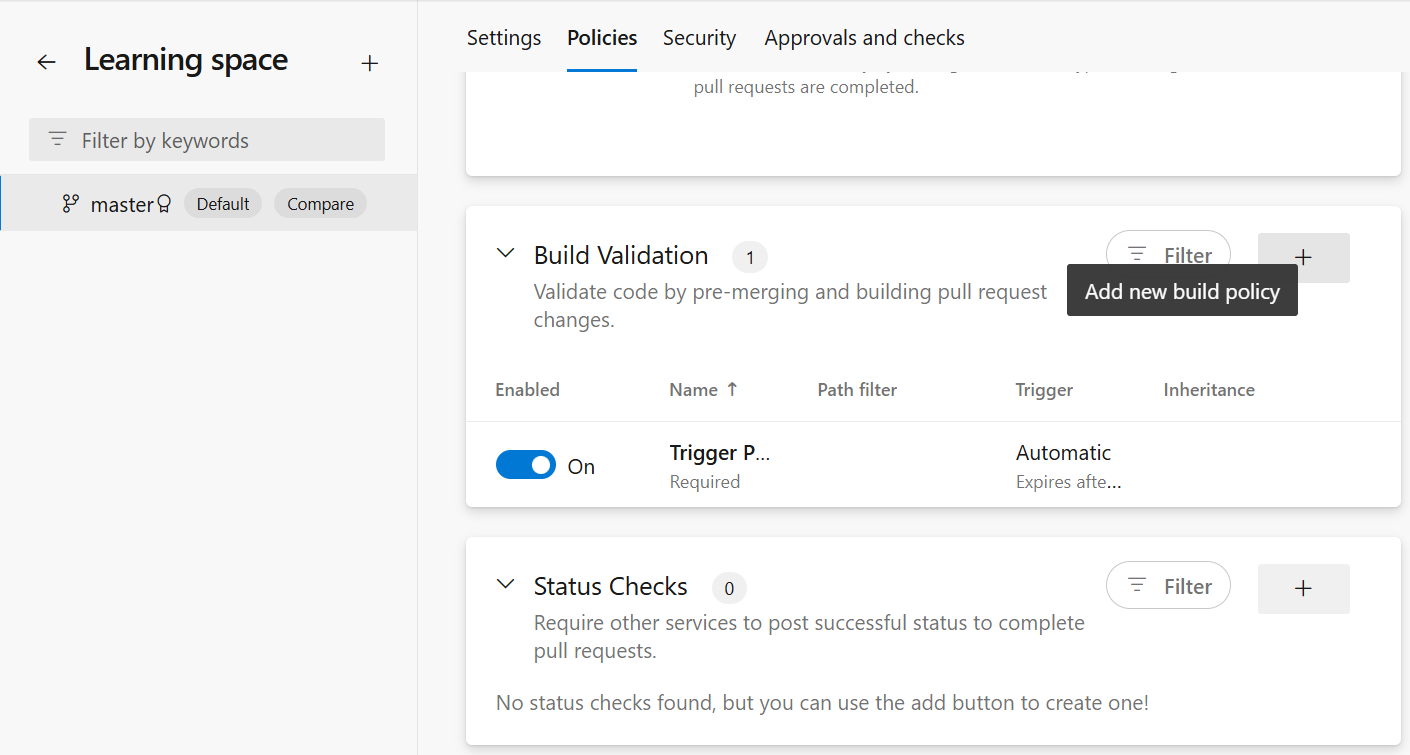 Learning space
Filter by keywords
master Default Compare
Settings Policies Security Approvals and checks
pull requests are completed.
Build Validation 1 Filter
Add new build policy
Validate code by pre-merging and building pull request
changes.
Enabled Name ↑ Path filter Trigger Inheritance
On Trigger P... Automatic
Required Expires afte...
Status Checks 0 Filter
Require other services to post successful status to complete
pull requests.
No status checks found, but you can use the add button to create one!